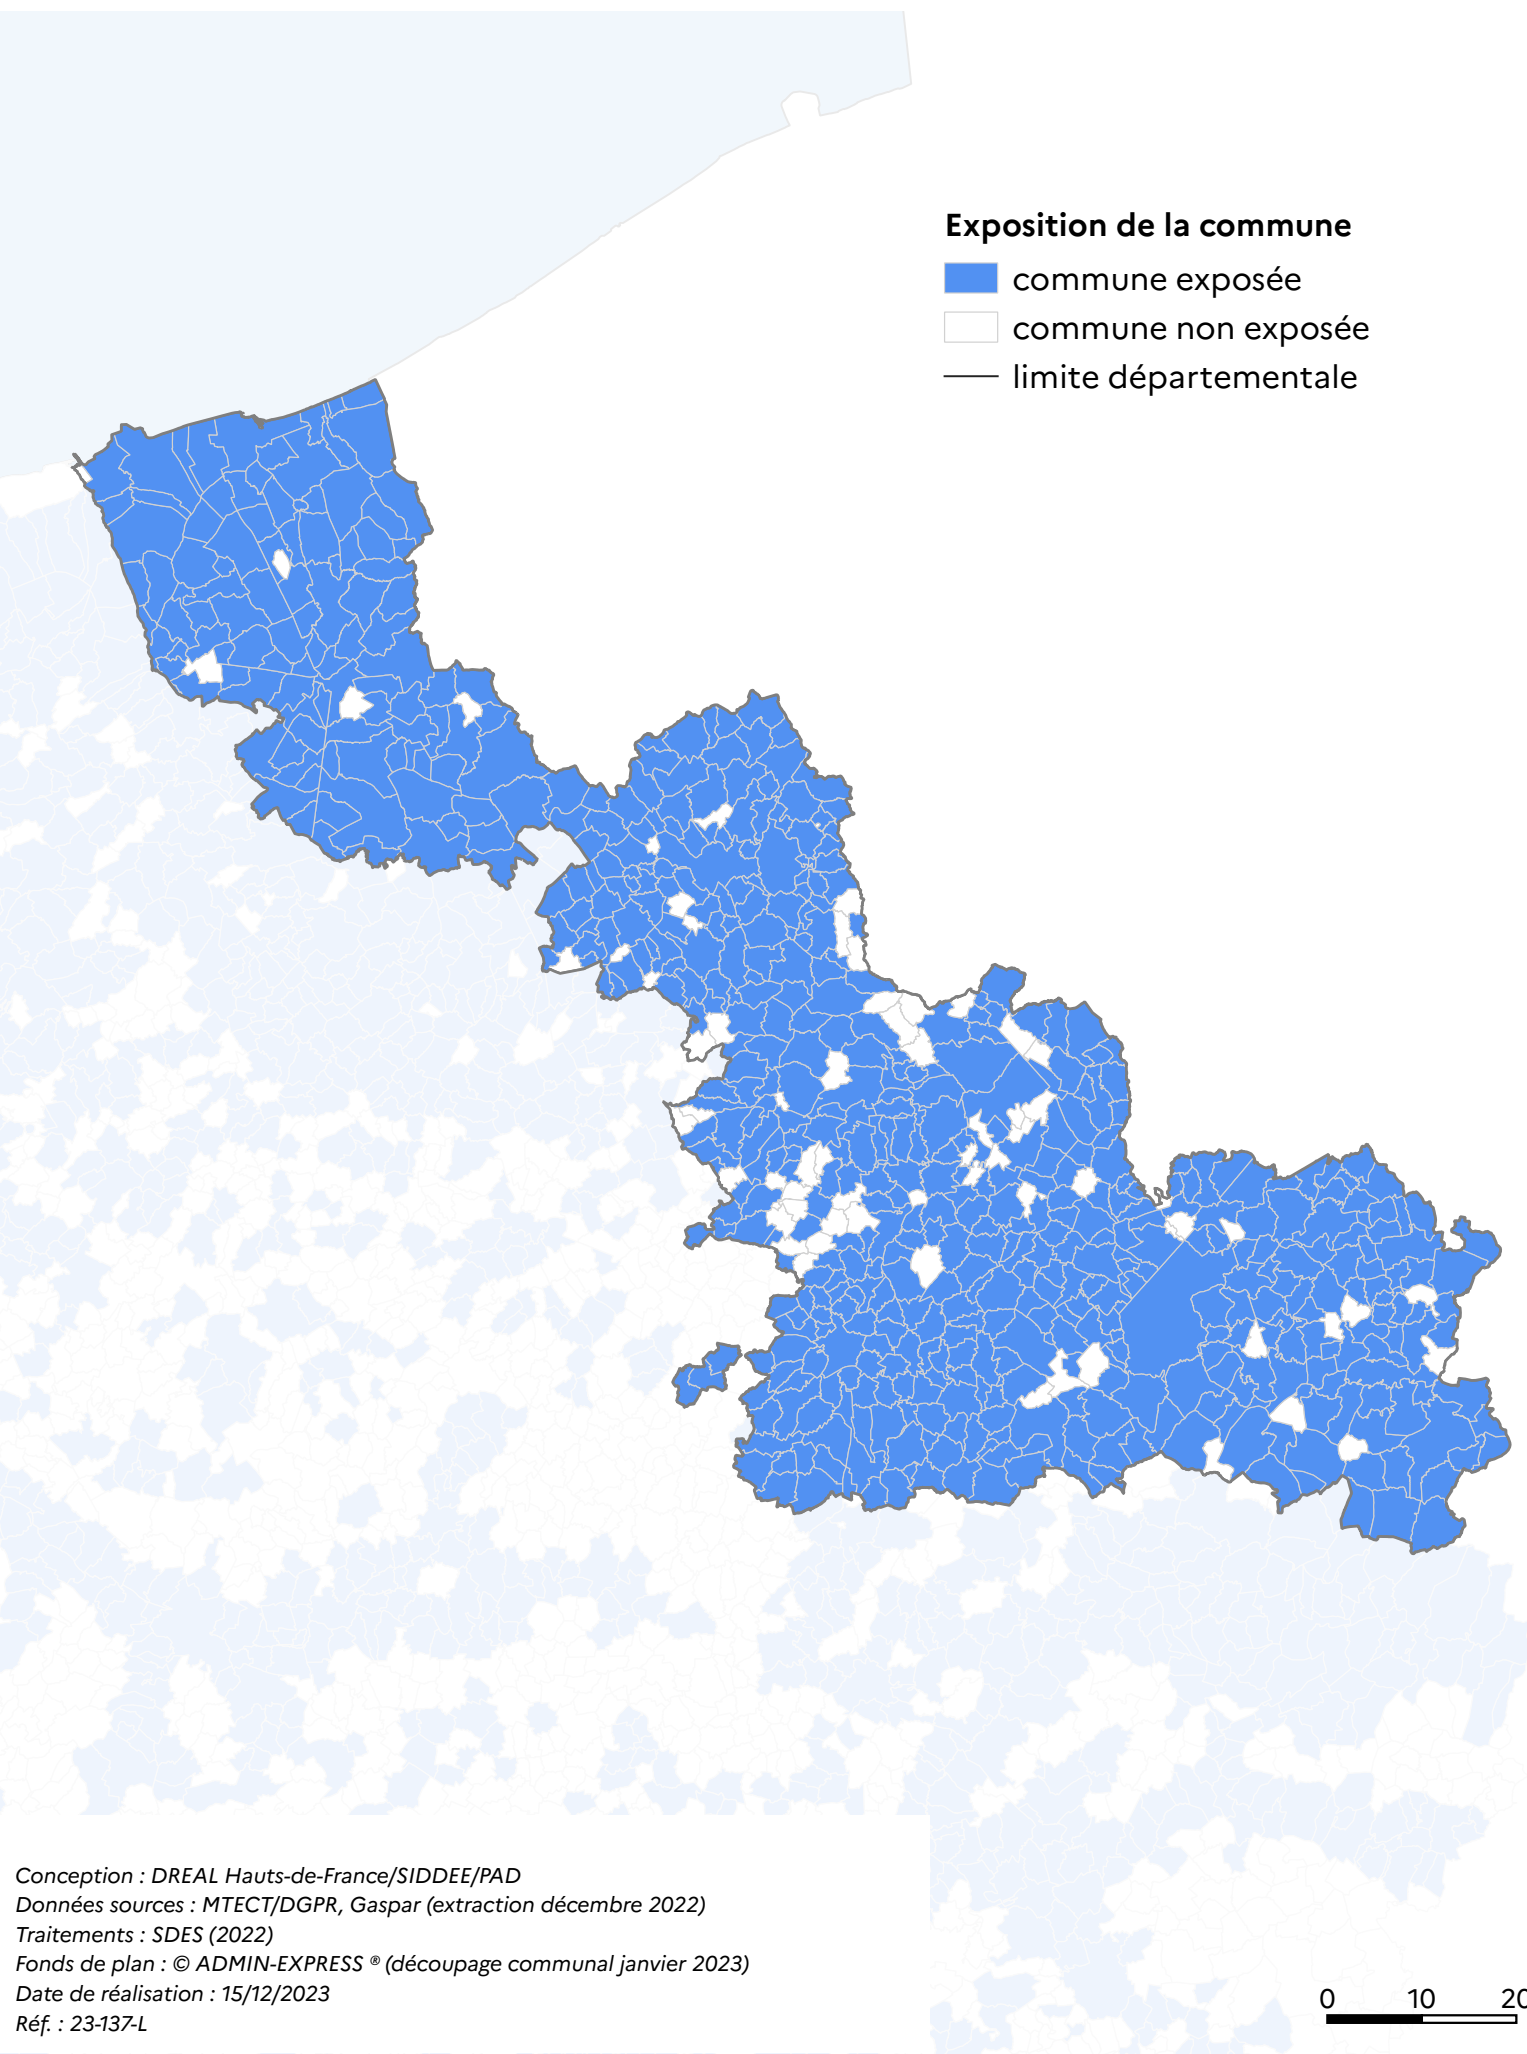 Exposition de la commune
commune exposée
commune non exposée
limite départementale
Conception : DREAL Hauts-de-France/SIDDEE/PAD
Données sources : MTECT/DGPR, Gaspar (extraction décembre 2022)
Traitements : SDES (2022)
Fonds de plan : © ADMIN-EXPRESS ® (découpage communal janvier 2023)
Date de réalisation : 15/12/2023
Réf. : 23-137-L
0 10 20